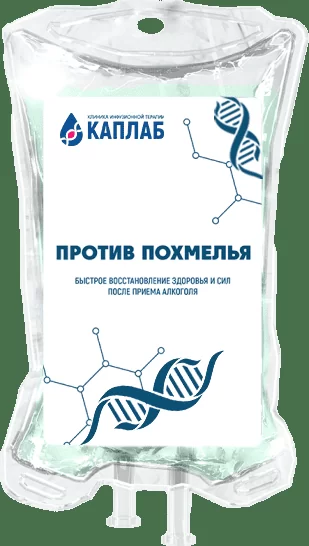 КЛИНИКА ИНФУЗИОННОЙ ТЕРАПИИ
КАПЛАБ
ПРОТИВ ПОХМЕЛЬЯ
БЫСТРОЕ ВОССТАНОВЛЕНИЕ ЗДОРОВЬЯ И СИЛ
ПОСЛЕ ПРИЕМА АЛКОГОЛЯ